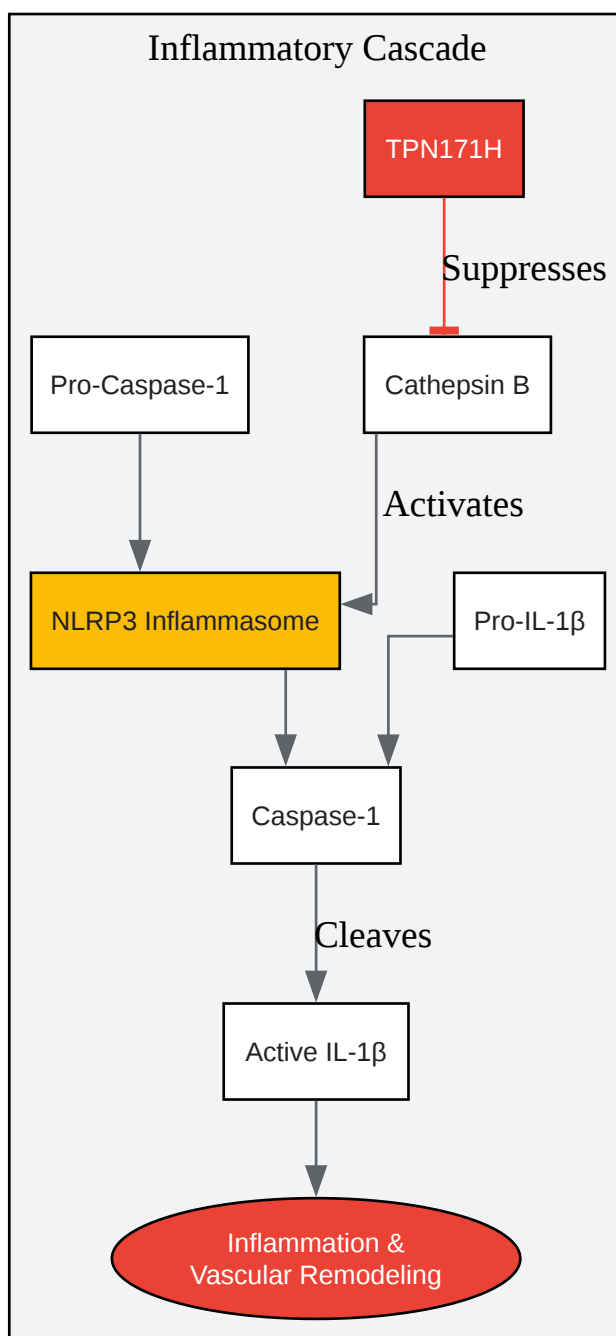 Inflammatory Cascade
TPN171H
Suppresses
Pro-Caspase-1
Cathepsin B
Activates
NLRP3 Inflammasome
Pro-IL-1β
Caspase-1
Cleaves
Active IL-1β
Inflammation &
Vascular Remodeling